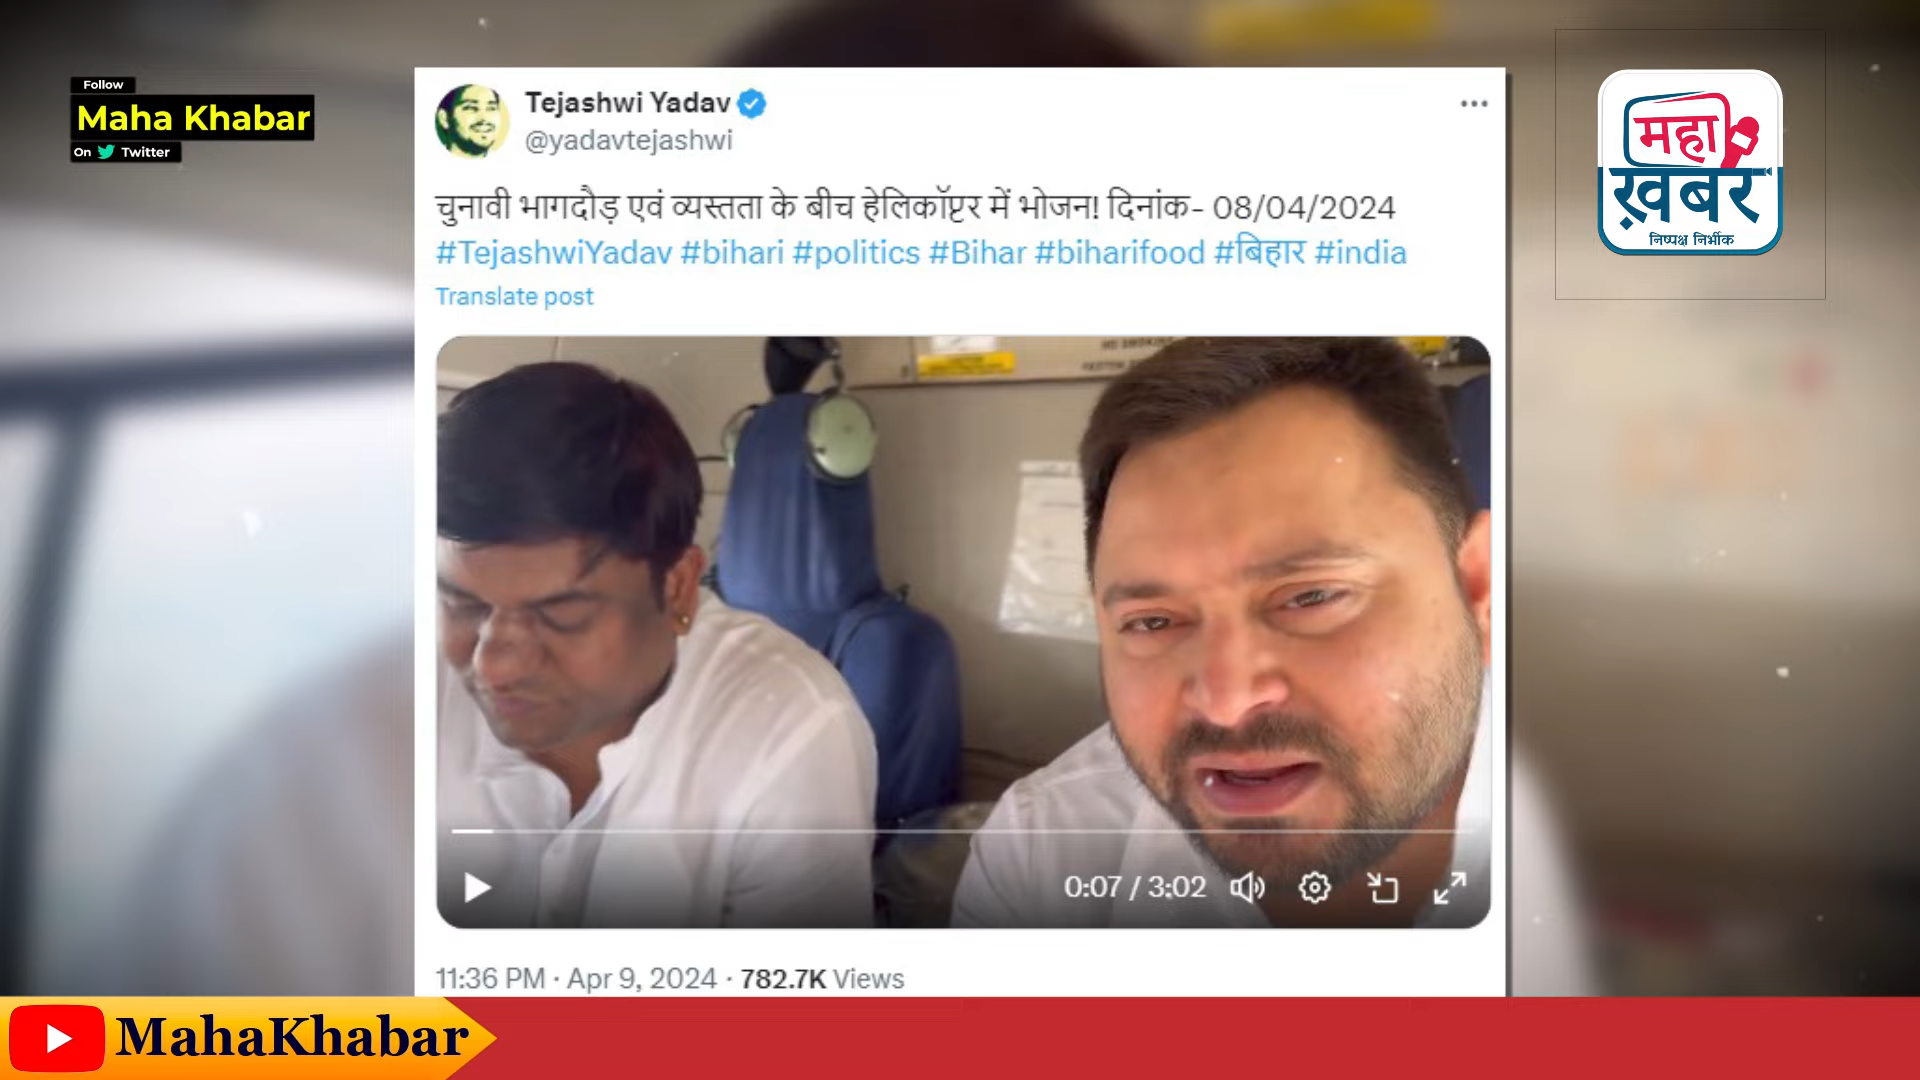 Follow
Maha Khabar
On Twitter
Tejashwi Yadav
@yadavtejashwi
चुनावी भागदौड़ एवं व्यस्तता के बीच हेलिकॉप्टर में भोजन! दिनांक- 08/04/2024
#TejashwiYadav #bihari #politics #Bihar #biharifood #बिहार #india
Translate post
NO SMOKING
0:07 / 3:02
11:36 PM · Apr 9, 2024 · 782.7K Views
महा
ख़बर
निष्पक्ष निर्भीक
MahaKhabar